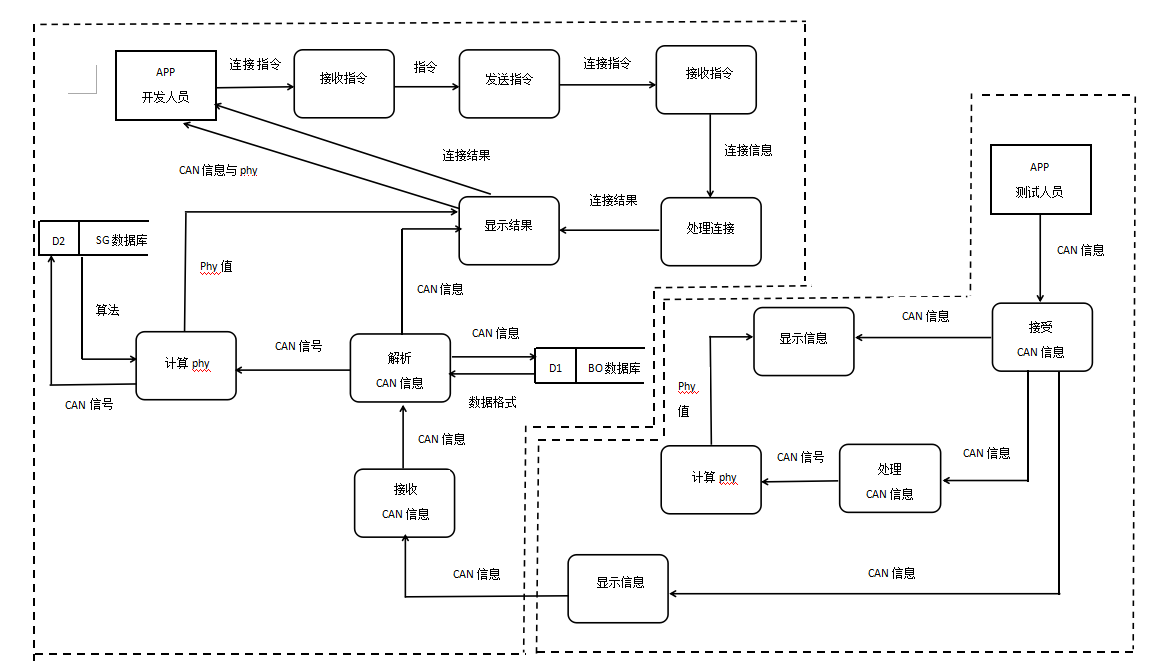 连接指令
指令
连接指令
APP
开发人员
接收指令
发送指令
接收指令
连接结果
连接信息
CAN 信息与 phy
APP
测试人员
连接结果
显示结果
处理连接
D2
SG 数据库
CAN 信息
Phy 值
CAN 信息
算法
CAN 信息
接受
CAN 信息
显示信息
CAN 信号
CAN 信息
计算 phy
解析
CAN 信息
D1
BO 数据库
Phy
值
CAN 信号
数据格式
CAN 信息
CAN 信号
CAN 信息
计算 phy
处理
CAN 信息
接收
CAN 信息
CAN 信息
显示信息
CAN 信息